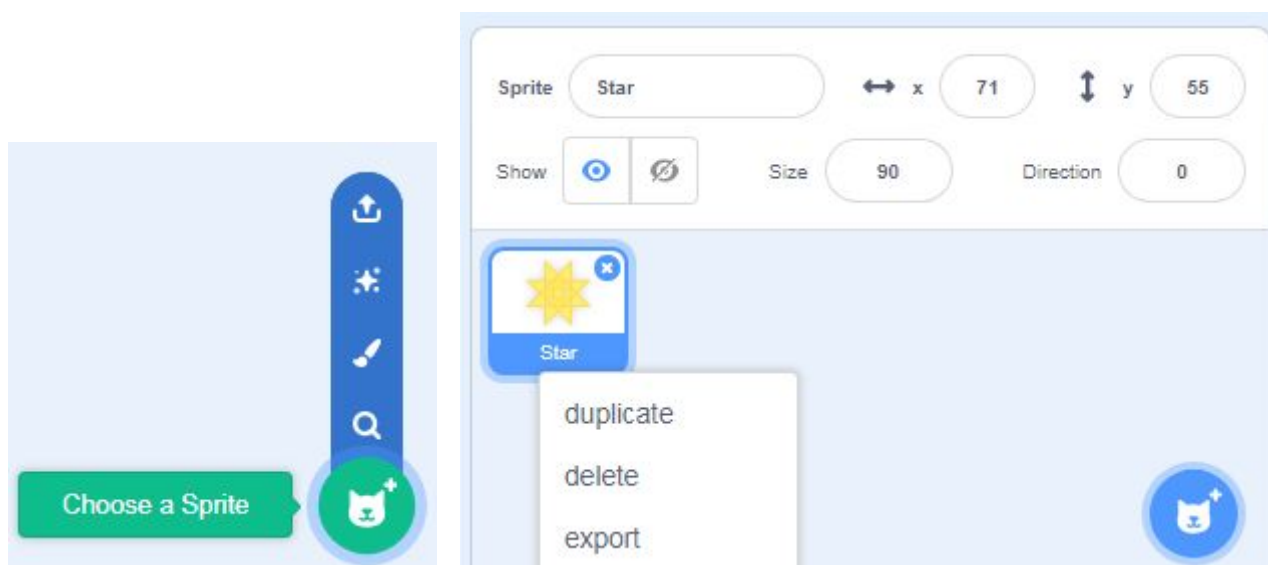 Choose a Sprite
Sprite Star x 71 y 55
Show Size 90 Direction 0
Star
duplicate
delete
export